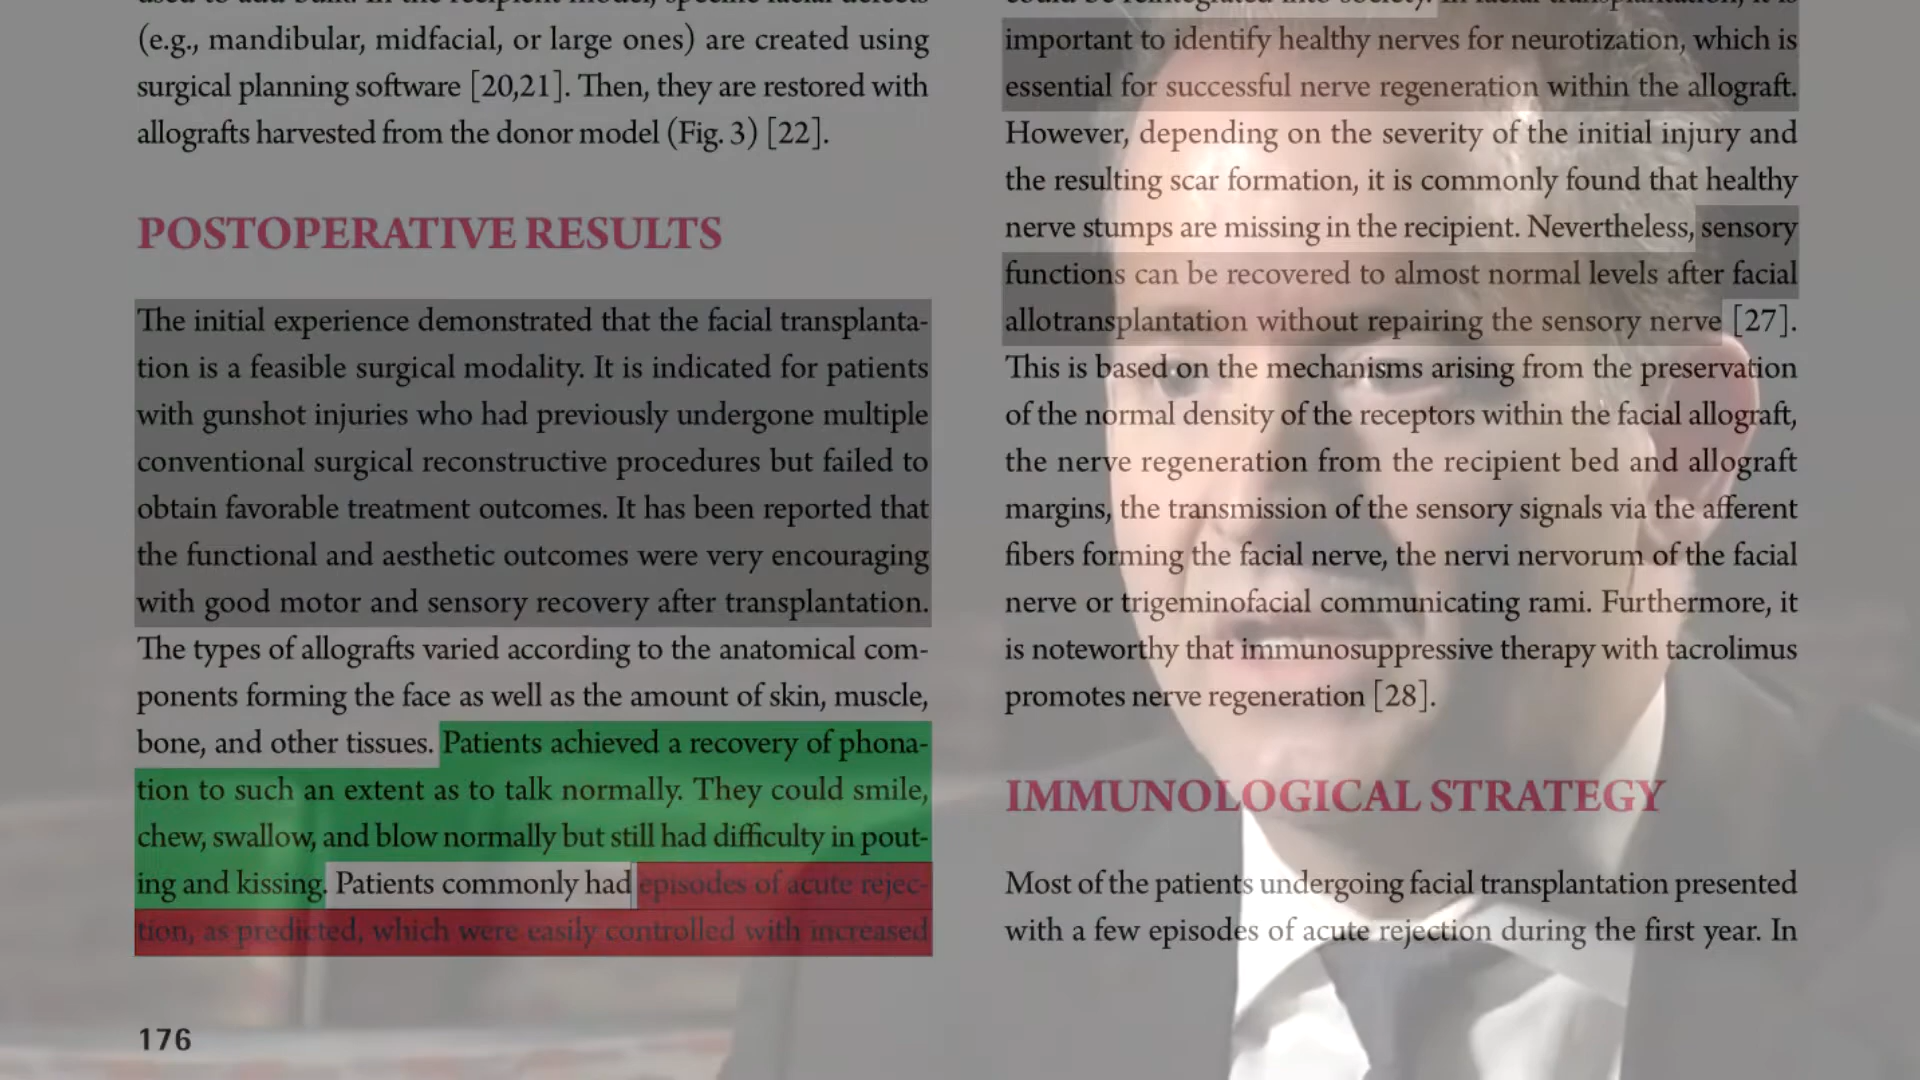 (e.g., mandibular, midfacial, or large ones) are created using
surgical planning software [20,21]. Then, they are restored with
allografts harvested from the donor model (Fig. 3) [22].
POSTOPERATIVE RESULTS
The initial experience demonstrated that the facial transplanta-
tion is a feasible surgical modality. It is indicated for patients
with gunshot injuries who had previously undergone multiple
conventional surgical reconstructive procedures but failed to
obtain favorable treatment outcomes. It has been reported that
the functional and aesthetic outcomes were very encouraging
with good motor and sensory recovery after transplantation.
The types of allografts varied according to the anatomical com-
ponents forming the face as well as the amount of skin, muscle,
bone, and other tissues. Patients achieved a recovery of phona-
tion to such an extent as to talk normally. They could smile,
chew, swallow, and blow normally but still had difficulty in pout-
ing and kissing. Patients commonly had episodes of acute rejec-
tion, as predicted, which were easily controlled with increased
176
important to identify healthy nerves for neurotization, which is
essential for successful nerve regeneration within the allograft.
However, depending on the severity of the initial injury and
the resulting scar formation, it is commonly found that healthy
nerve stumps are missing in the recipient. Nevertheless, sensory
functions can be recovered to almost normal levels after facial
allotransplantation without repairing the sensory nerve [27].
This is based on the mechanisms arising from the preservation
of the normal density of the receptors within the facial allograft,
the nerve regeneration from the recipient bed and allograft
margins, the transmission of the sensory signals via the afferent
fibers forming the facial nerve, the nervi nervorum of the facial
nerve or trigeminofacial communicating rami. Furthermore, it
is noteworthy that immunosuppressive therapy with tacrolimus
promotes nerve regeneration [28].
IMMUNOLOGICAL STRATEGY
Most of the patients undergoing facial transplantation presented
with a few episodes of acute rejection during the first year. In